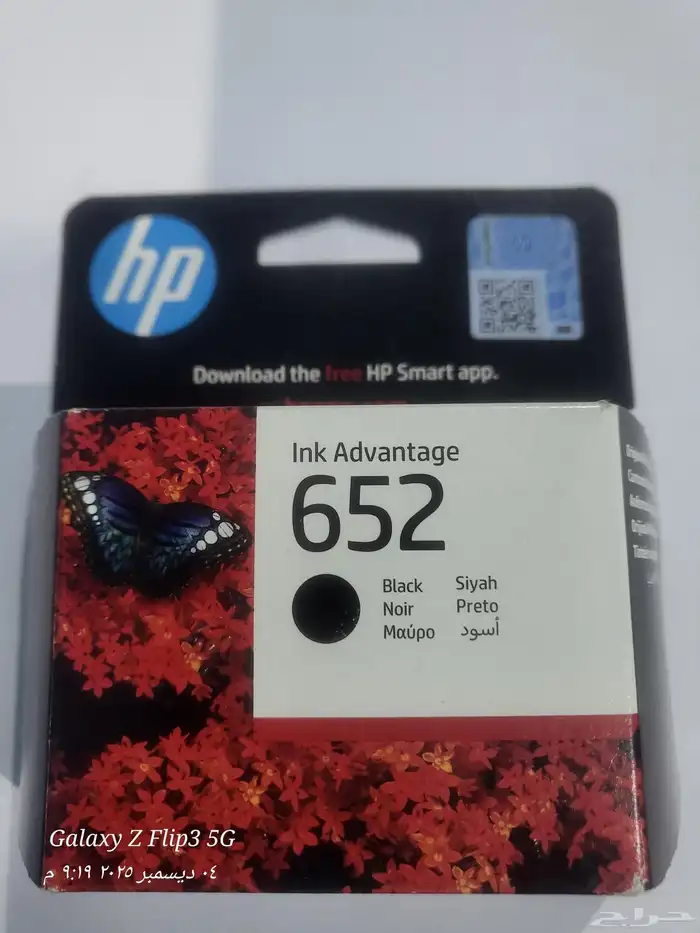 hp
Download the free HP Smart app.
Ink Advantage
652
Black Siyah
Noir Preto
Μαύρο أسود
Galaxy Z Flip3 5G
٠٤ ديسمبر ٢٠٢٥ ٩:١٩ م
حراج